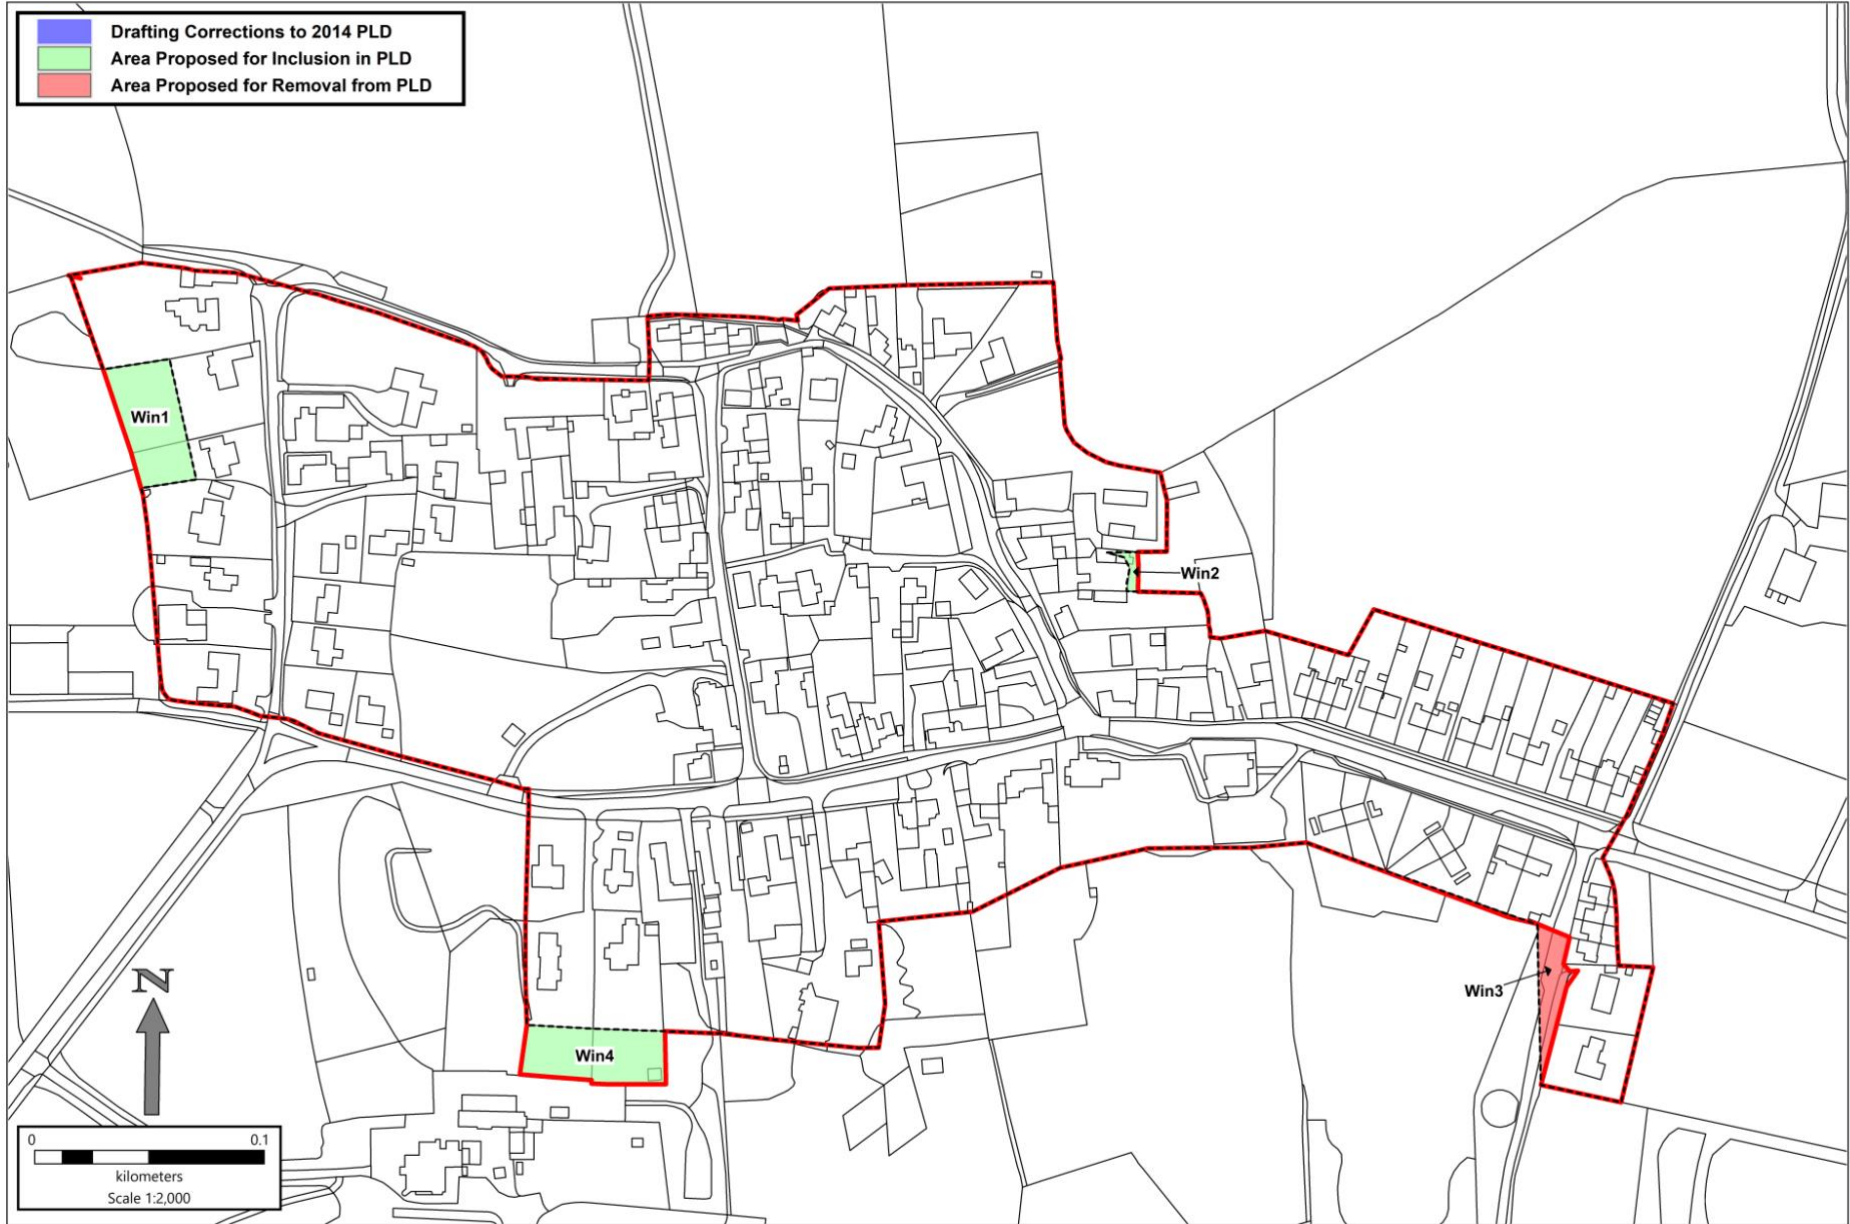 Drafting Corrections to 2014 PLD
Area Proposed for Inclusion in PLD
Area Proposed for Removal from PLD
Win1
Win2
Win3
Win4
N
0 0.1
kilometers
Scale 1:2,000